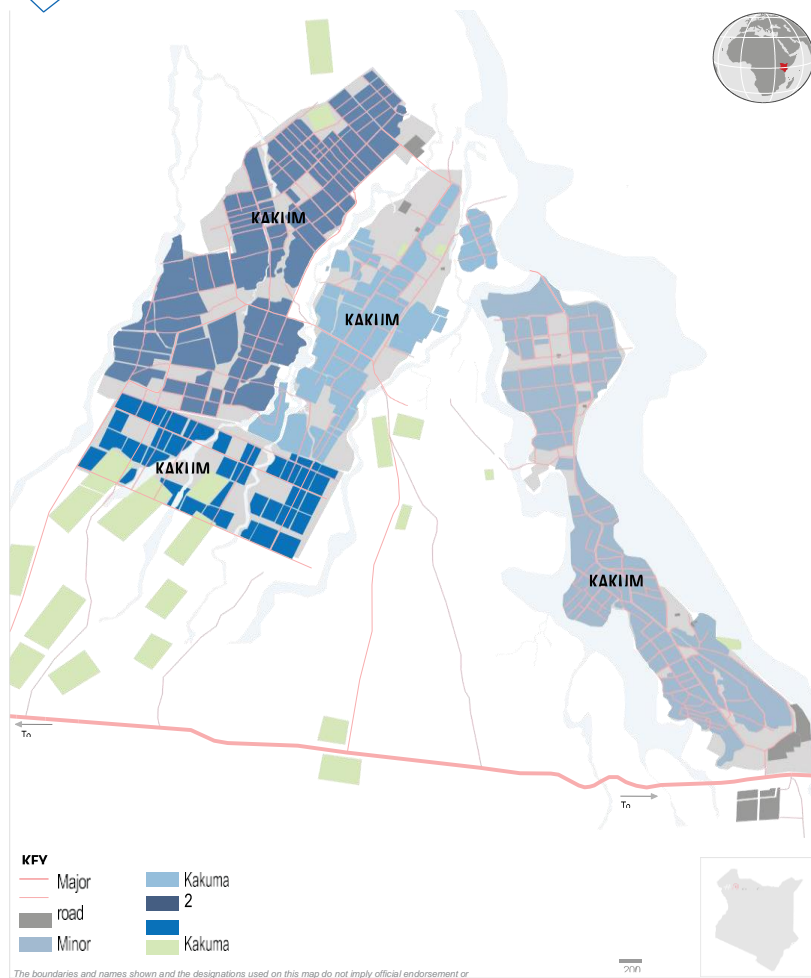 KAKUM
KAKUM
KAKUM
KAKUM
To
To
KEY
Major
road
Minor
Kakuma
2
Kakuma
200
The boundaries and names shown and the designations used on this map do not imply official endorsement or